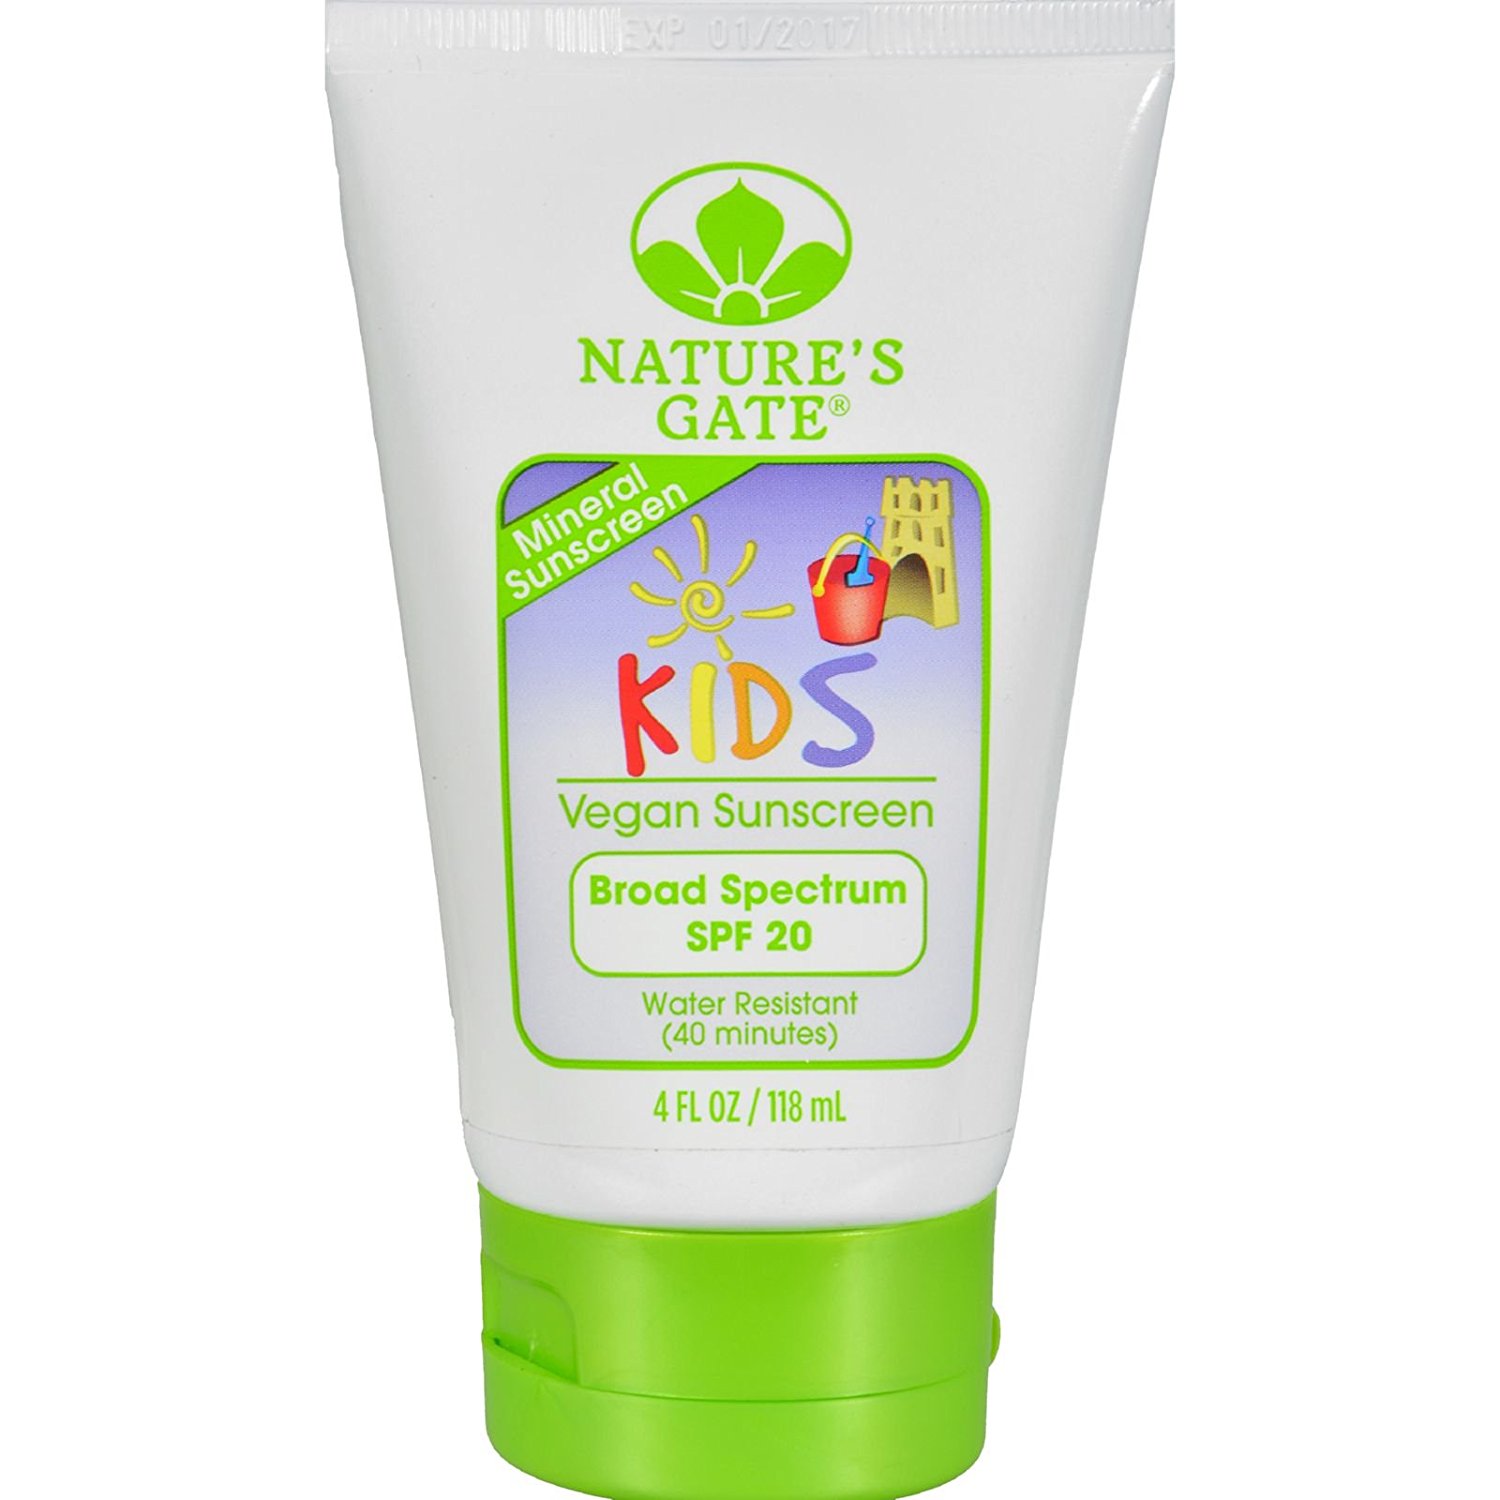 EXP 01/2017
NATURE'S
GATE®
Mineral
Sunscreen
KIDS
Vegan Sunscreen
Broad Spectrum
SPF 20
Water Resistant
(40 minutes)
4 FL OZ / 118 mL